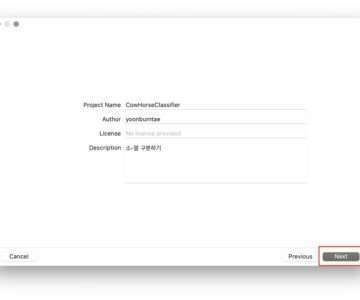 Project Name CowHorseClassifier
Author yoonbumtae
License No license provided
Description 소-말 구분하기
Cancel Previous Next